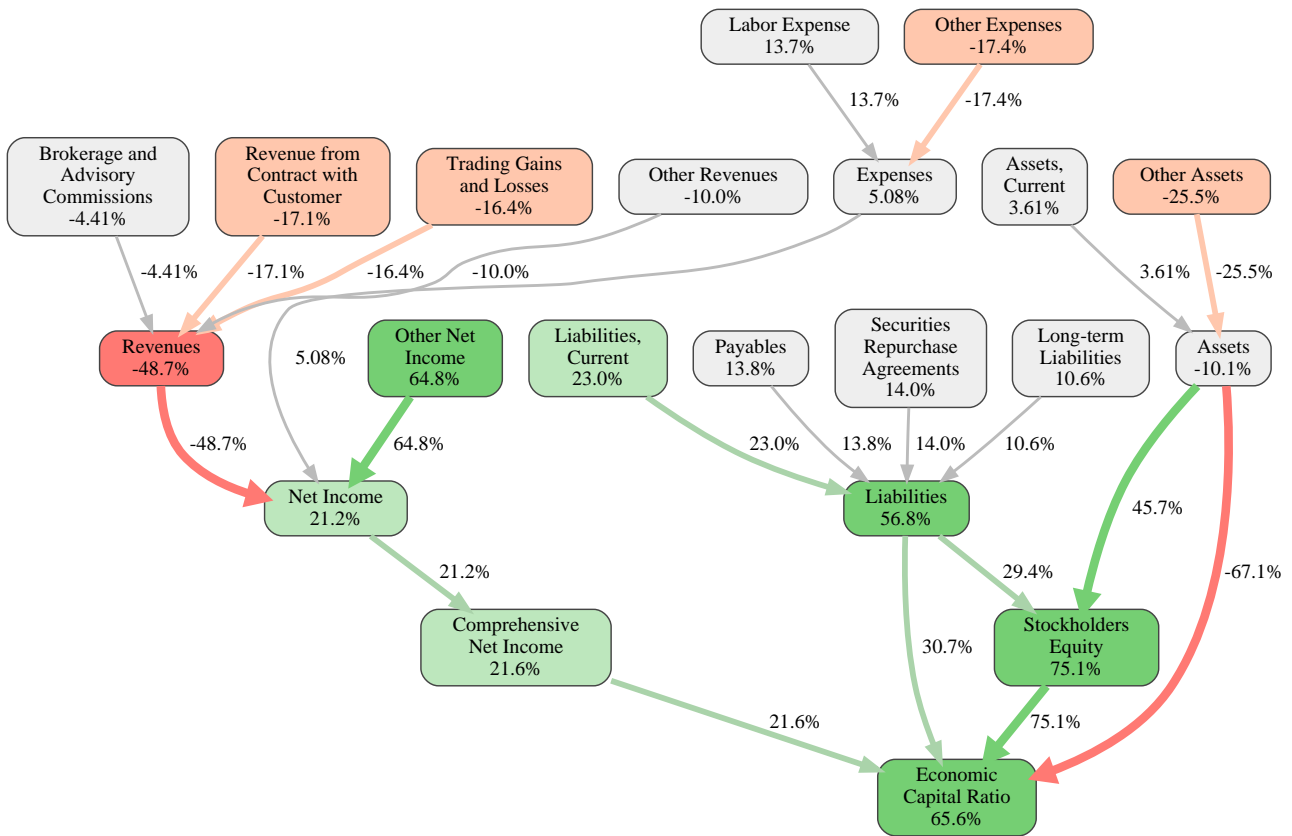 Labor Expense
13.7%
Other Expenses
-17.4%
13.7%
-17.4%
Brokerage and
Advisory
Commissions
-4.41%
Revenue from
Contract with
Customer
-17.1%
Trading Gains
and Losses
-16.4%
Other Revenues
-10.0%
Expenses
5.08%
Assets,
Current
3.61%
Other Assets
-25.5%
-4.41%
-17.1%
-16.4%
-10.0%
3.61%
-25.5%
Revenues
-48.7%
5.08%
Other Net
Income
64.8%
Liabilities,
Current
23.0%
Payables
13.8%
Securities
Repurchase
Agreements
14.0%
Long-term
Liabilities
10.6%
Assets
-10.1%
-48.7%
64.8%
23.0%
13.8%
14.0%
10.6%
Net Income
21.2%
Liabilities
56.8%
45.7%
21.2%
29.4%
-67.1%
Comprehensive
Net Income
21.6%
30.7%
Stockholders
Equity
75.1%
21.6%
75.1%
Economic
Capital Ratio
65.6%